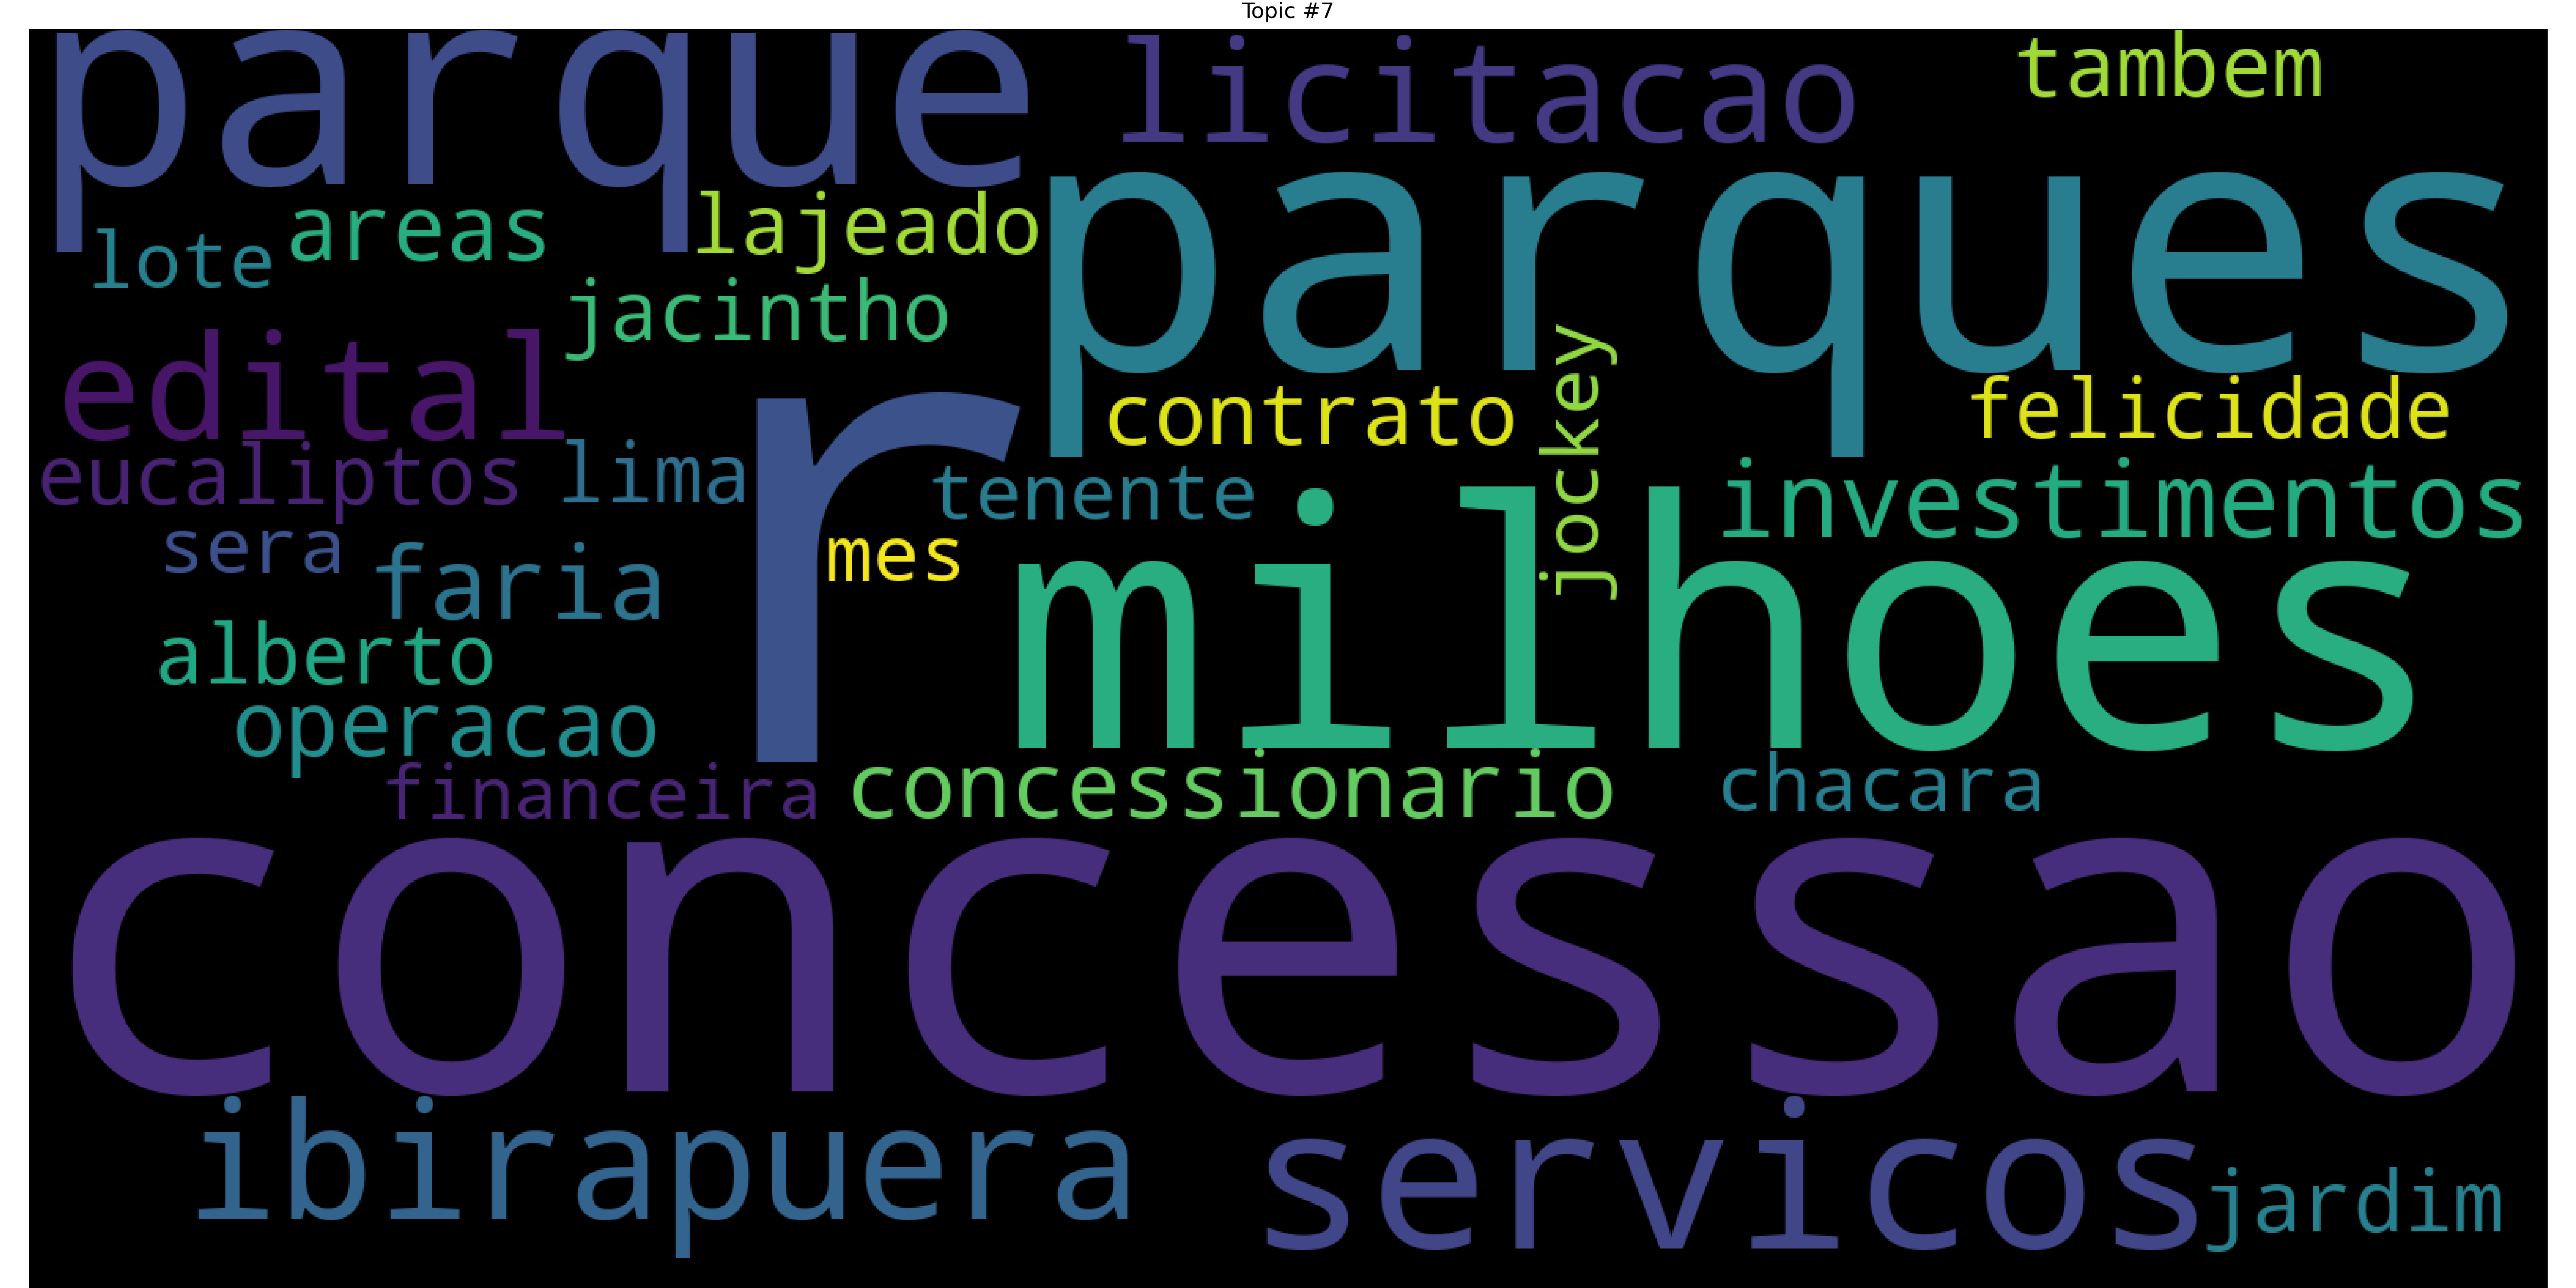 Topic #7
parque
licitacao
tambem
parques
areas
lajeado
lote
jacintho
edital
jockey
contrato
felicidade
eucaliptos
lima
r
tenente
investimentos
sera
faria
mes
milhoes
alberto
operacao
financeira
concessionario
chacara
concessao
ibirapuera
servicos
jardim